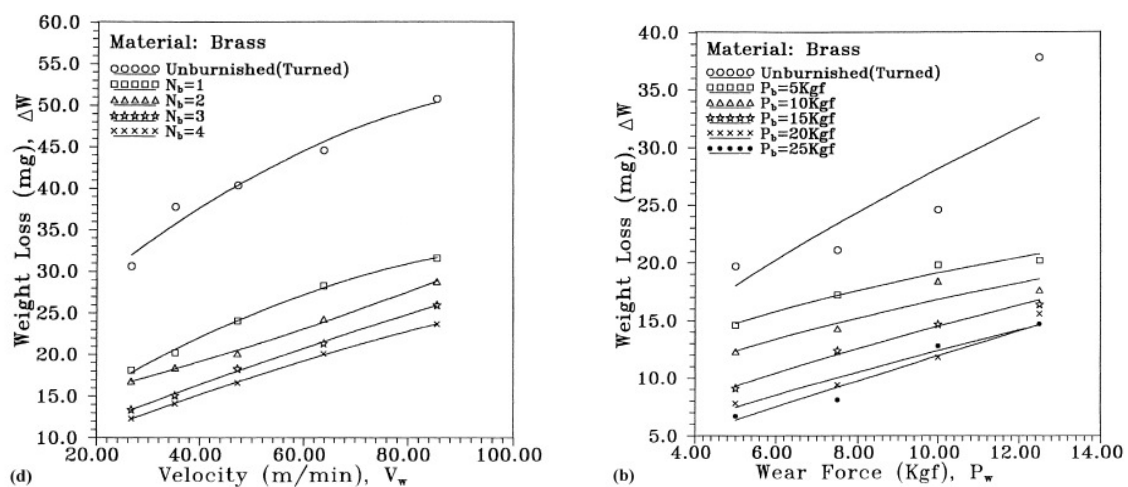 60.0
55.0
50.0
45.0
40.0
35.0
30.0
25.0
20.0
15.0
10.0
Weight Loss (mg), ΔW
Material: Brass
Unburnished(Turned)
N_b=1
N_b=2
N_b=3
N_b=4
20.00 40.00 60.00 80.00 100.00
(d) Velocity (m/min), V_w
40.0
35.0
30.0
25.0
20.0
15.0
10.0
5.0
Weight Loss (mg), ΔW
Material: Brass
Unburnished(Turned)
P_b=5Kgf
P_b=10Kgf
P_b=15Kgf
P_b=20Kgf
P_b=25Kgf
4.00 6.00 8.00 10.00 12.00 14.00
(b) Wear Force (Kgf), P_w